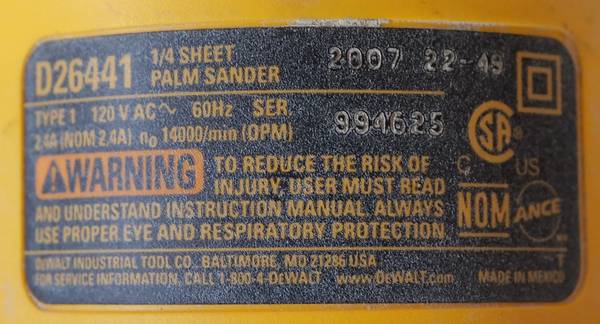 D26441 1/4 SHEET PALM SANDER 2007 22-49
TYPE 1 120 V AC 60Hz SER 994625
2.4A (NOM 2,4A) n₀ 14000/min (OPM)
SA
C US
WARNING TO REDUCE THE RISK OF
INJURY, USER MUST READ
AND UNDERSTAND INSTRUCTION MANUAL. ALWAYS
USE PROPER EYE AND RESPIRATORY PROTECTION.
NOM ANCE
DEWALT INDUSTRIAL TOOL CO. BALTIMORE, MD 21286 USA
FOR SERVICE INFORMATION, CALL 1-800-4-DEWALT www.DEWALT.com MADE IN MEXICO